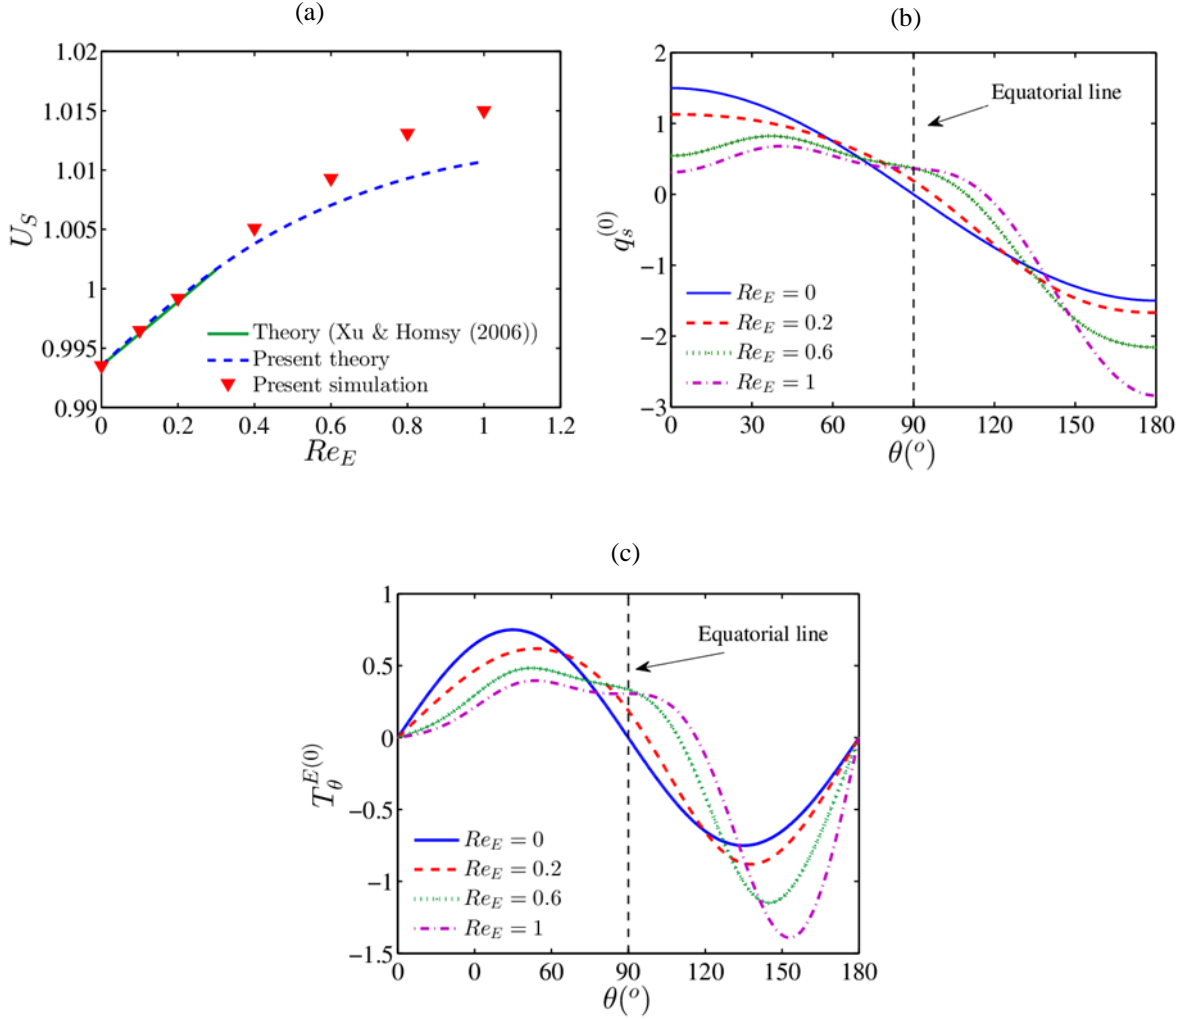 (a)
1.02
1.015
1.01
1.005
1
0.995
0.99
U_S
0 0.2 0.4 0.6 0.8 1 1.2
Re_E
Theory (Xu & Homsy (2006))
Present theory
Present simulation
(b)
2
1
0
−1
−2
−3
q_s^{(0)}
Equatorial line
Re_E = 0
Re_E = 0.2
Re_E = 0.6
Re_E = 1
0 30 60 90 120 150 180
θ(°)
(c)
1
0.5
0
−0.5
−1
−1.5
T_θ^{E(0)}
Equatorial line
Re_E = 0
Re_E = 0.2
Re_E = 0.6
Re_E = 1
0 0 60 90 120 150 180
θ(°)